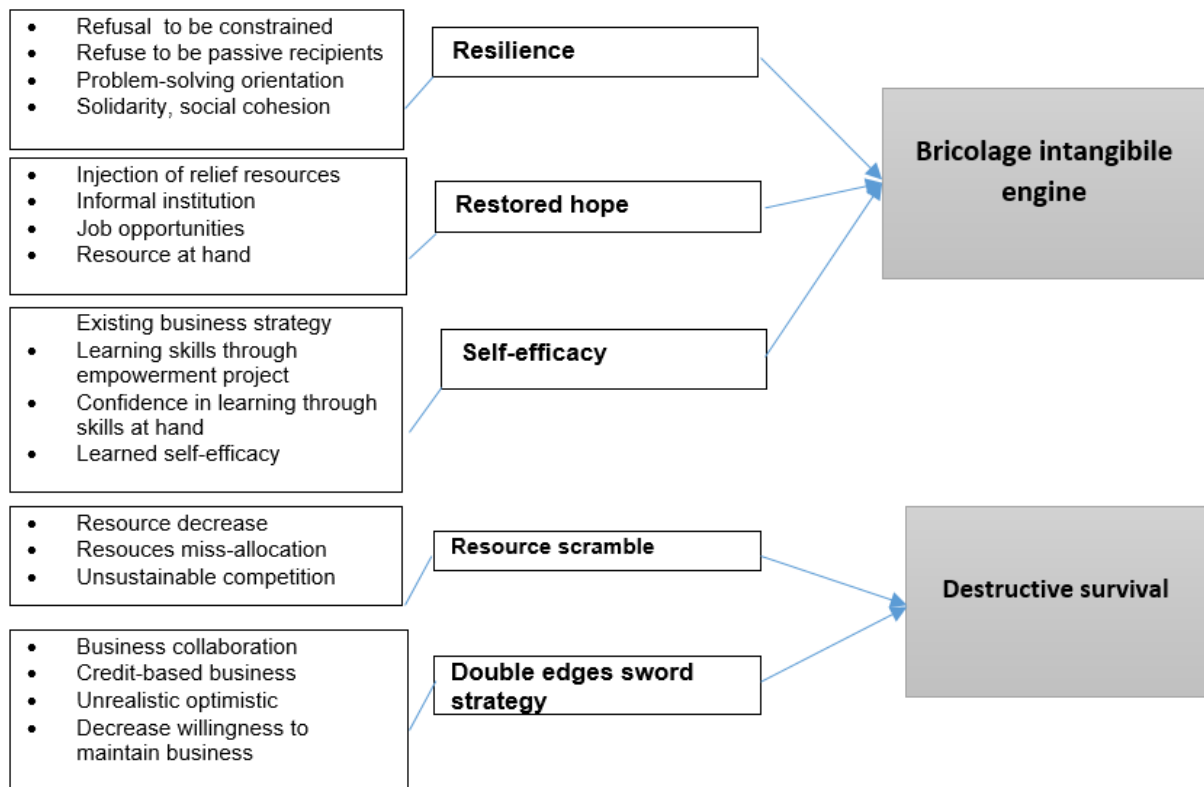 • Refusal  to be constrained
• Refuse to be passive recipients
• Problem-solving orientation
• Solidarity, social cohesion
Resilience
• Injection of relief resources
• Informal institution
• Job opportunities
• Resource at hand
Restored hope
Existing business strategy
• Learning skills through
empowerment project
• Confidence in learning through
skills at hand
• Learned self-efficacy
Self-efficacy
Bricolage intangibile
engine
• Resource decrease
• Resouces miss-allocation
• Unsustainable competition
Resource scramble
• Business collaboration
• Credit-based business
• Unrealistic optimistic
• Decrease willingness to
maintain business
Double edges sword
strategy
Destructive survival